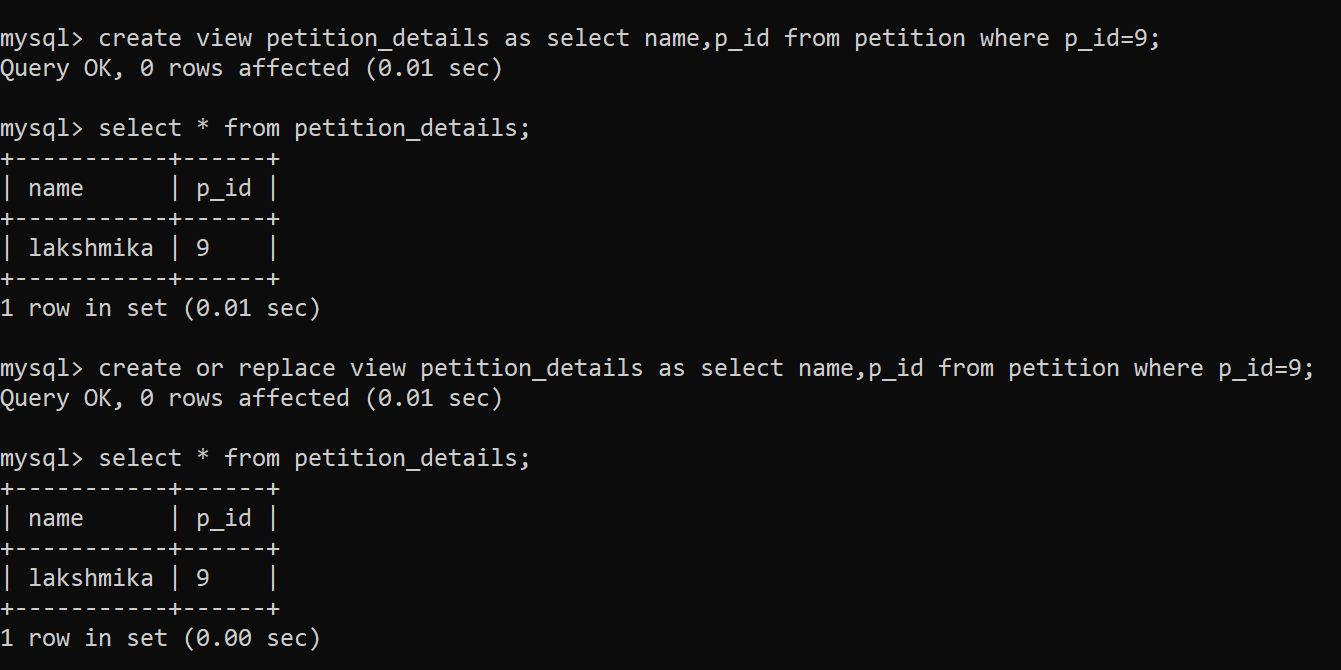 mysql> create view petition_details as select name,p_id from petition where p_id=9;
Query OK, 0 rows affected (0.01 sec)
mysql> select * from petition_details;
+-----------+------+
| name      | p_id |
+-----------+------+
| lakshmika | 9    |
+-----------+------+
1 row in set (0.01 sec)
mysql> create or replace view petition_details as select name,p_id from petition where p_id=9;
Query OK, 0 rows affected (0.01 sec)
mysql> select * from petition_details;
+-----------+------+
| name      | p_id |
+-----------+------+
| lakshmika | 9    |
+-----------+------+
1 row in set (0.00 sec)